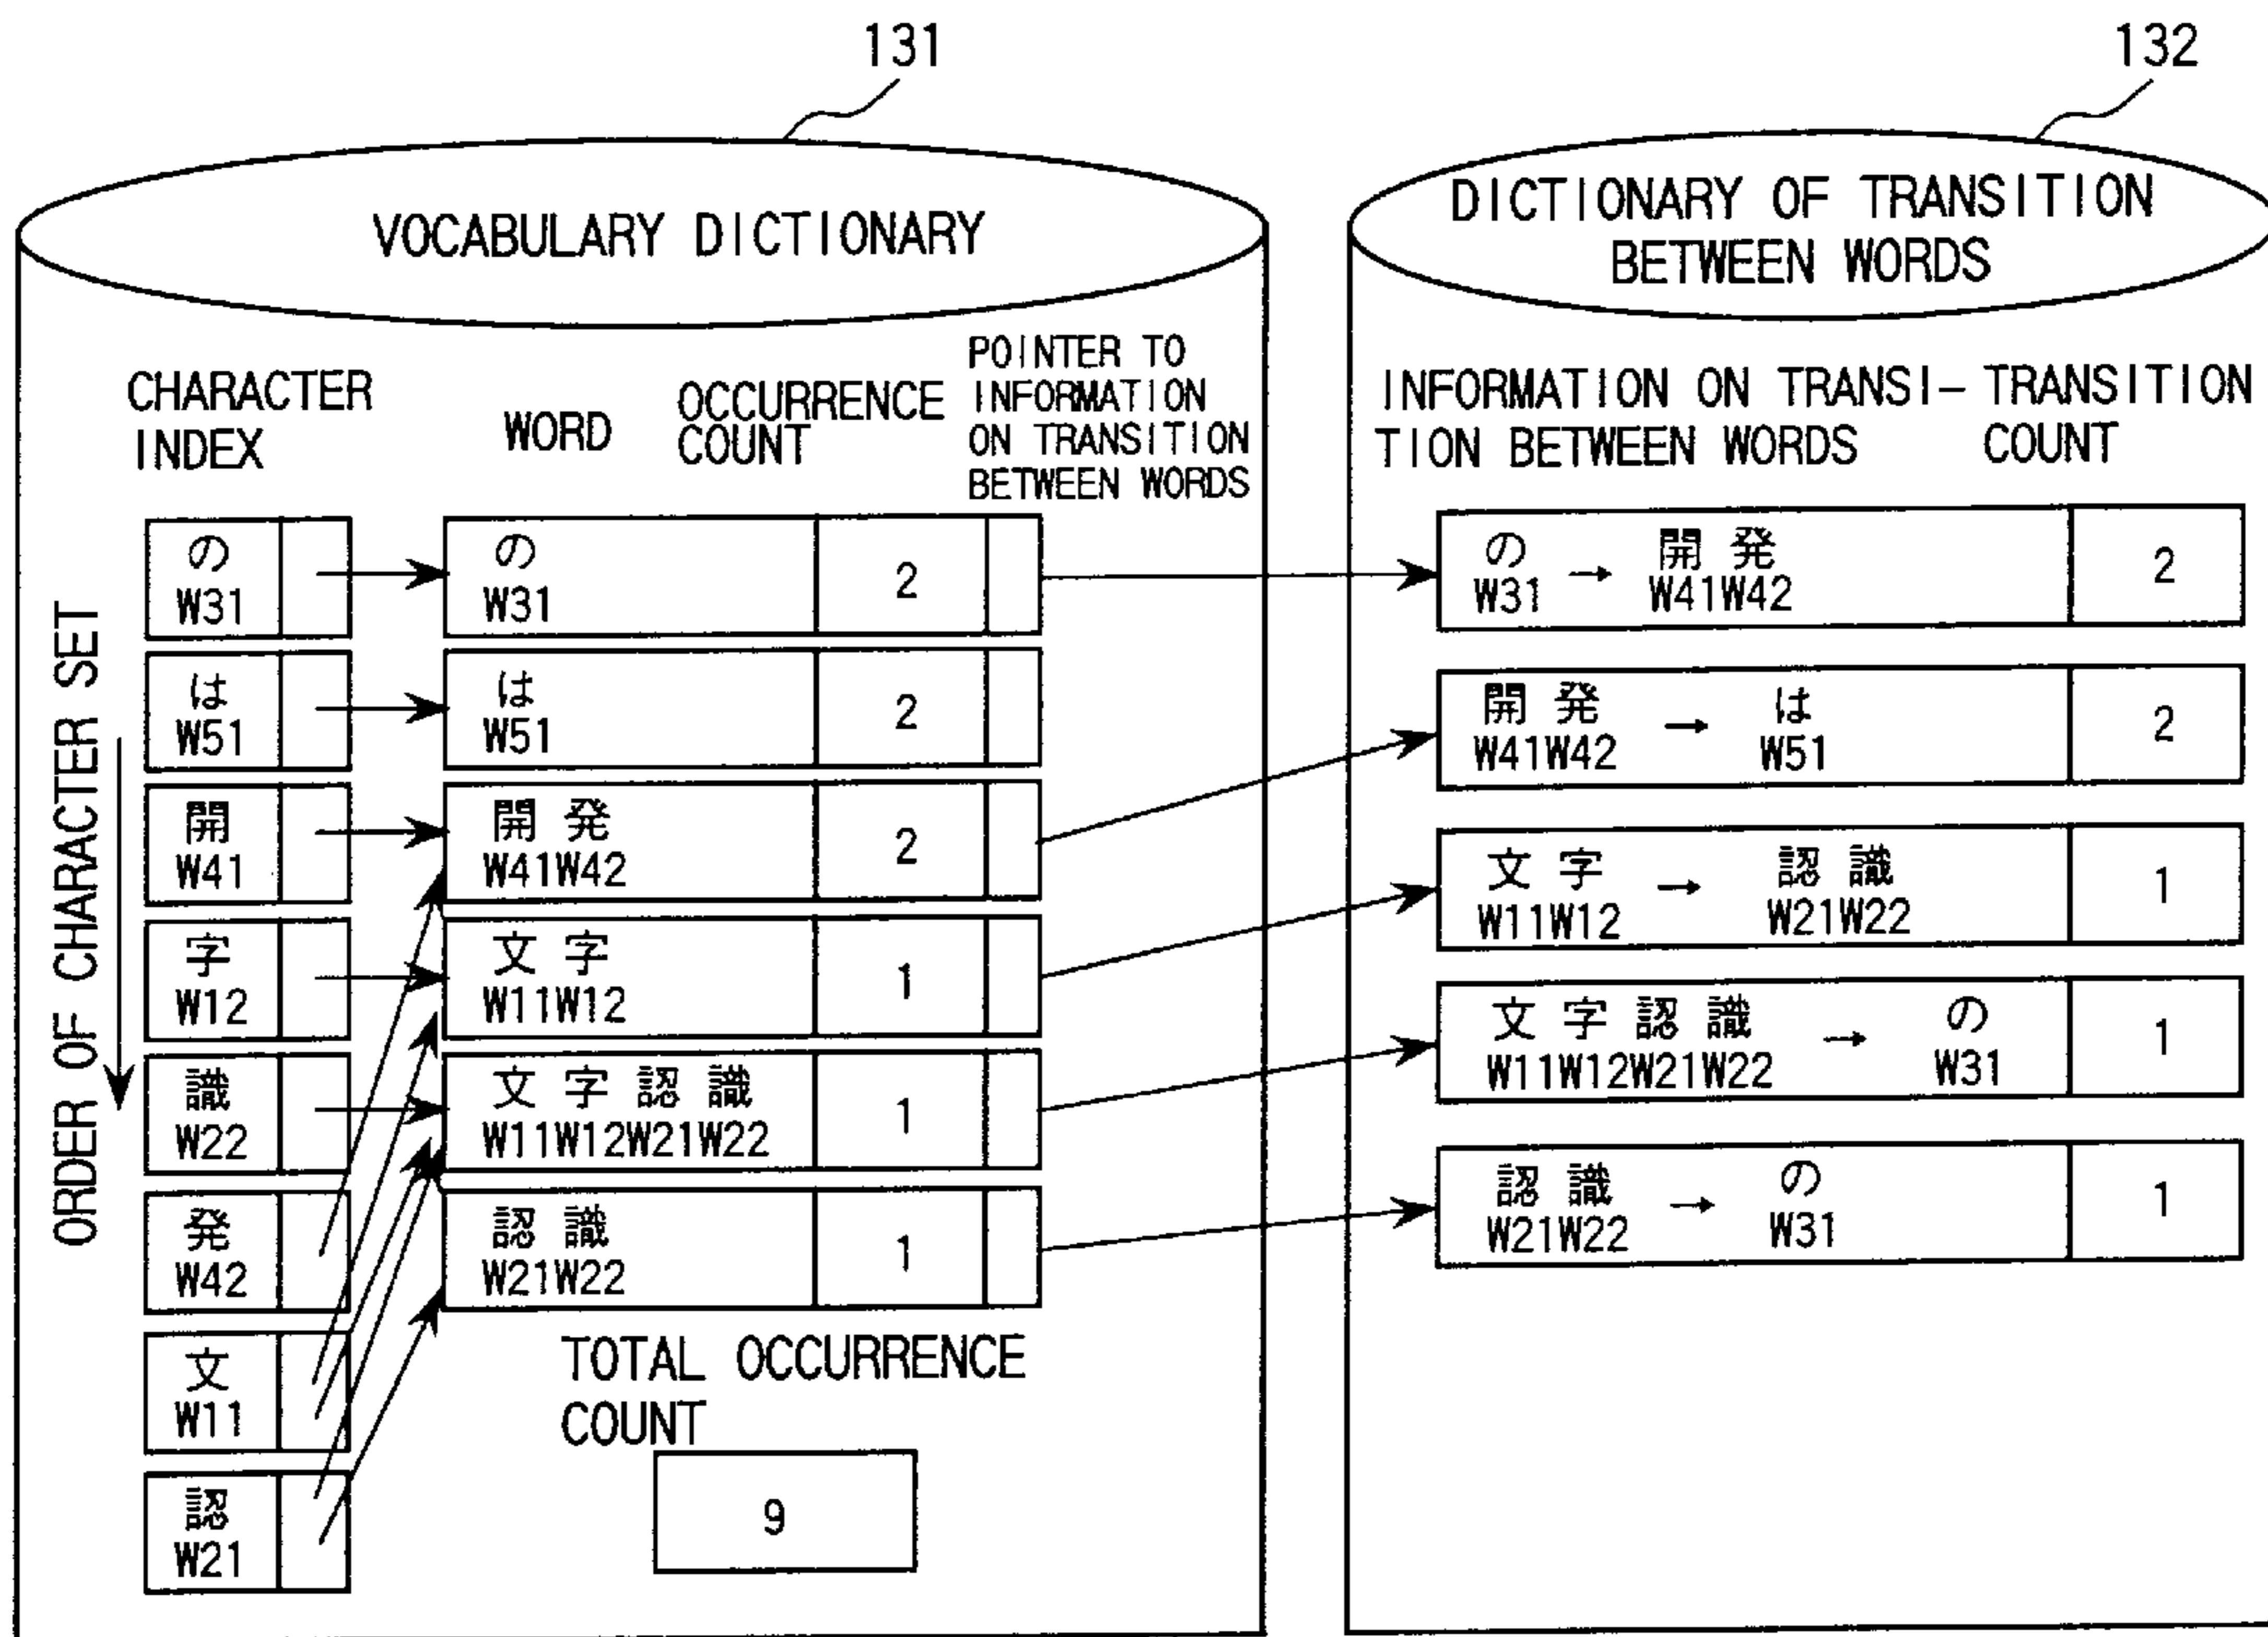 131
132
VOCABULARY DICTIONARY
DICTIONARY OF TRANSITION
BETWEEN WORDS
CHARACTER
INDEX
WORD
OCCURRENCE
COUNT
POINTER TO
INFORMATION
ON TRANSITION
BETWEEN WORDS
INFORMATION ON TRANSI-
TION BETWEEN WORDS
TRANSITION
COUNT
ORDER OF CHARACTER SET
の
W31
は
W51
開
W41
字
W12
識
W22
発
W42
文
W11
認
W21
の
W31
2
は
W51
2
開発
W41W42
2
文字
W11W12
1
文字認識
W11W12W21W22
1
認識
W21W22
1
TOTAL OCCURRENCE
COUNT
9
の → 開発
W31 W41W42
2
開発 → は
W41W42 W51
2
文字 → 認識
W11W12 W21W22
1
文字認識 → の
W11W12W21W22 W31
1
認識 → の
W21W22 W31
1